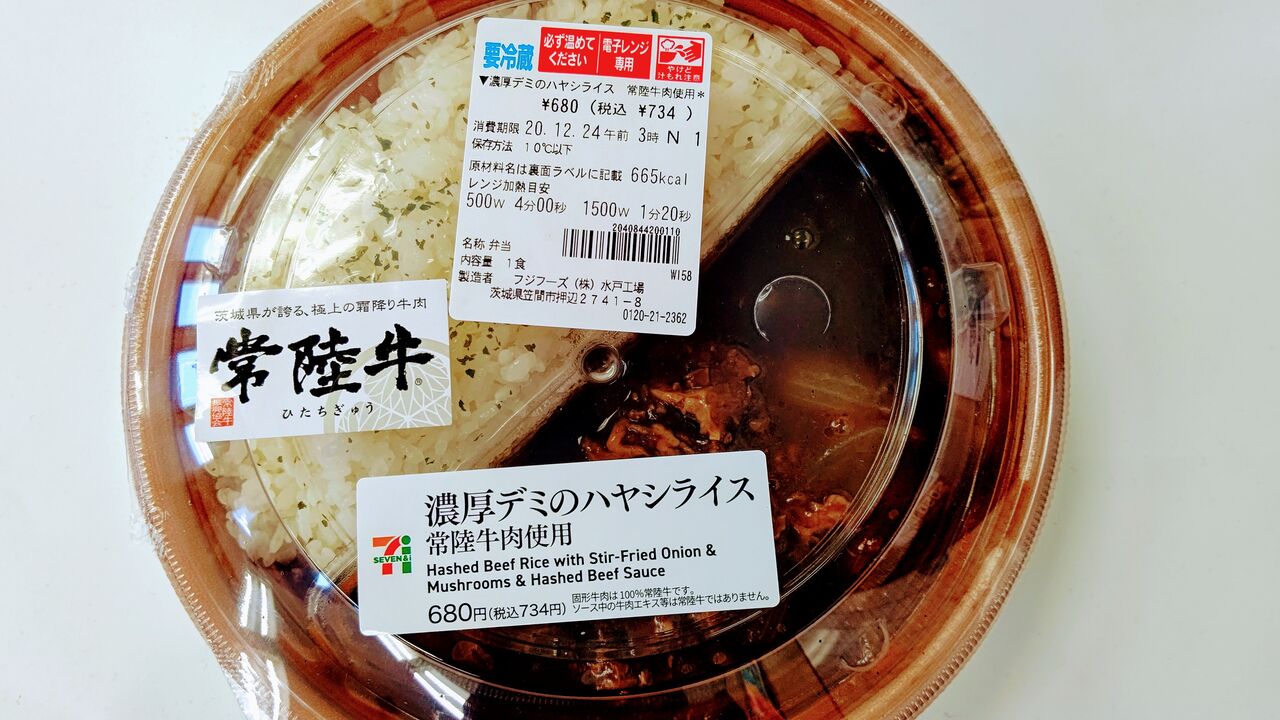 要冷蔵
必ず温めて
ください
電子レンジ
専用
やけど
汁もれ注意
▼濃厚デミのハヤシライス 常陸牛肉使用*
¥680 (税込 ¥734 )
消費期限 20.12.24午前 3時 N 1
保存方法 10℃以下
原材料名は裏面ラベルに記載 665kcal
レンジ加熱目安
500W 4分00秒 1500W 1分20秒
2040844200110
名称 弁当
内容量 1食
W158
製造者 フジフーズ(株)水戸工場
茨城県笠間市押辺2741-8
0120-21-2362
茨城県が誇る、極上の霜降り牛肉
常陸牛®
ひたちぎゅう
常陸牛
振興協会
濃厚デミのハヤシライス
常陸牛肉使用
SEVEN&i
Hashed Beef Rice with Stir-Fried Onion &
Mushrooms & Hashed Beef Sauce
680円(税込734円)
固形牛肉は100%常陸牛です。
ソース中の牛肉エキス等は常陸牛ではありません。